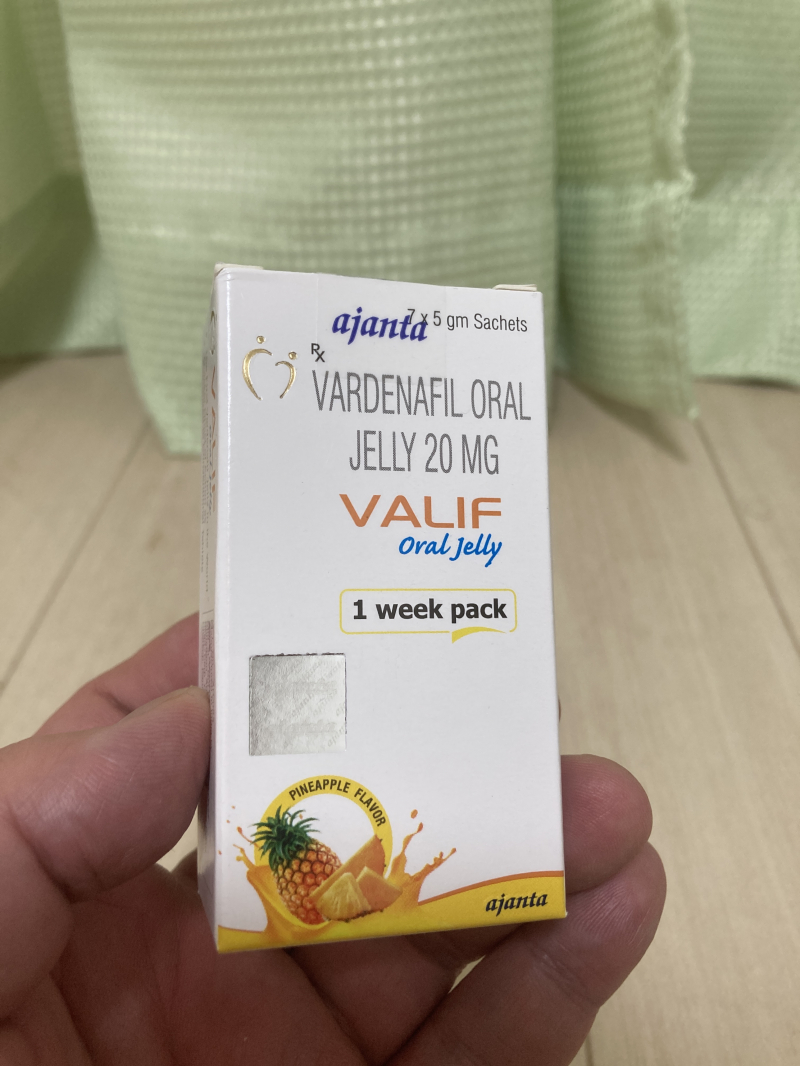 ajanta
7 x 5 gm Sachets
Rx
VARDENAFIL ORAL
JELLY 20 MG
VALIF
Oral Jelly
1 week pack
PINEAPPLE FLAVOR
ajanta